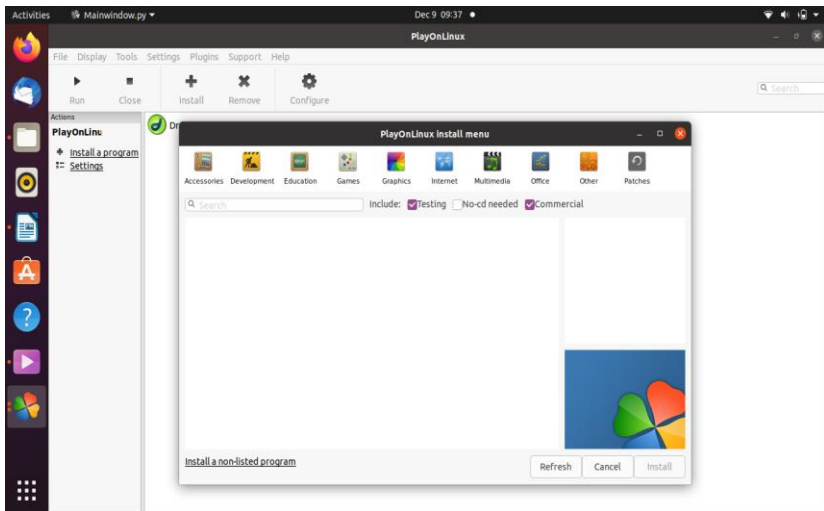 Activities Mainwindow.py Dec 9 09:37
PlayOnLinux
File Display Tools Settings Plugins Support Help
Run Close Install Remove Configure
Search
Actions
PlayOnLinu
Install a program
Settings
Dr
PlayOnLinux install menu
Accessories Development Education Games Graphics Internet Multimedia Office Other Patches
Search Include: Testing No-cd needed Commercial
Install a non-listed program
Refresh Cancel Install